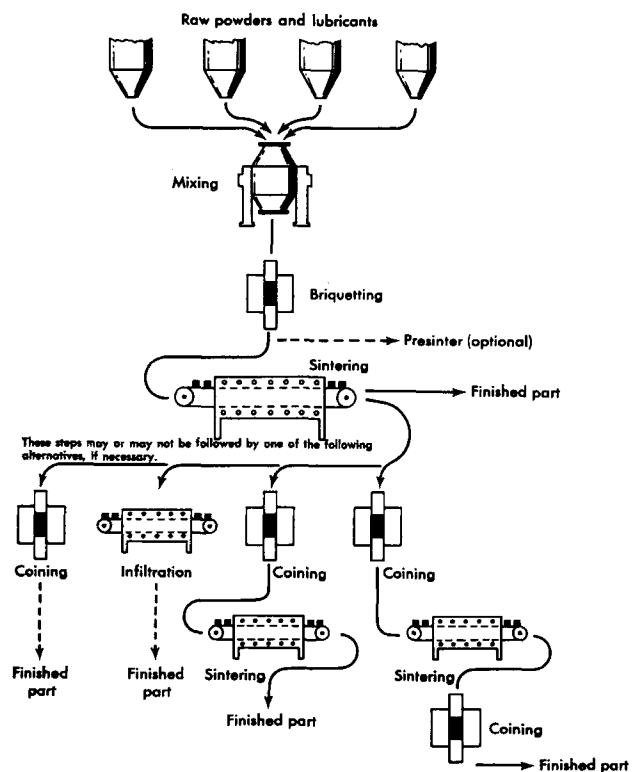 Raw powders and lubricants
Mixing
Briquetting
Presinter (optional)
Sintering
Finished part
These steps may or may not be followed by one of the following
alternatives, if necessary.
Coining
Infiltration
Coining
Coining
Finished
part
Finished
part
Sintering
Finished part
Sintering
Coining
Finished part